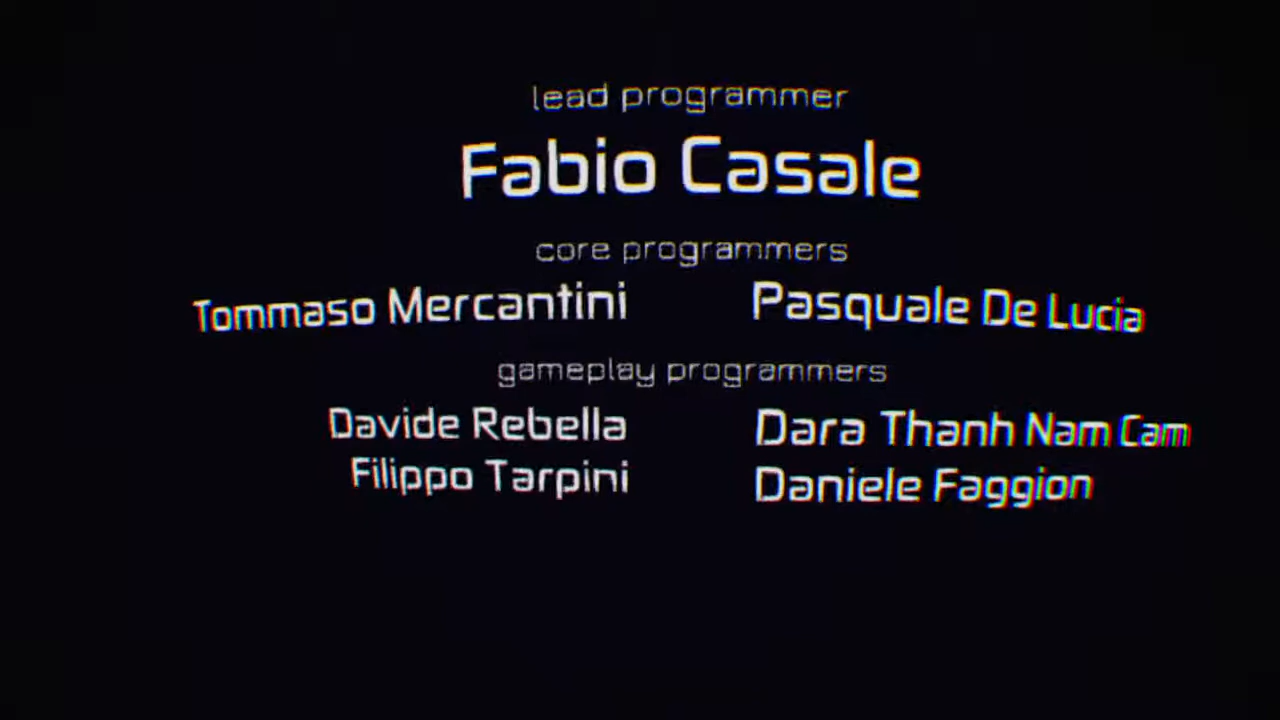 lead programmer
Fabio Casale
core programmers
Tommaso Mercantini Pasquale De Lucia
gameplay programmers
Davide Rebella Dara Thanh Nam Cam
Filippo Tarpini Daniele Faggion